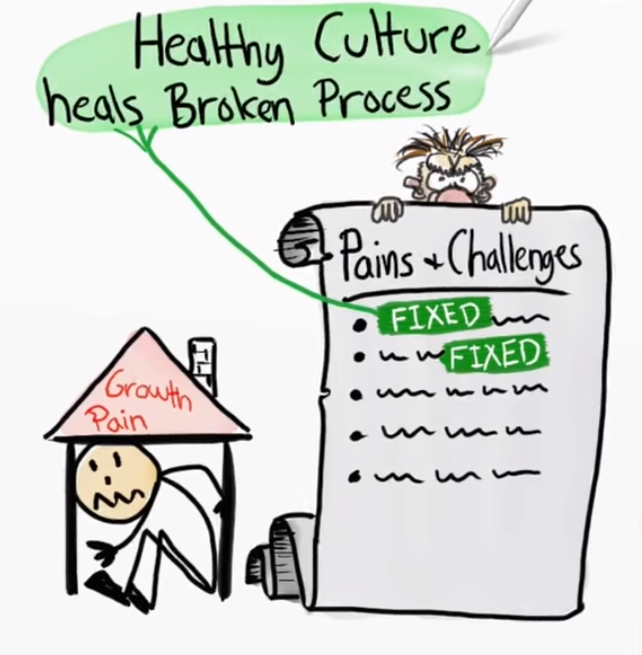 Healthy Culture
heals Broken Process
Pains + Challenges
FIXED
FIXED
Growth
Pain